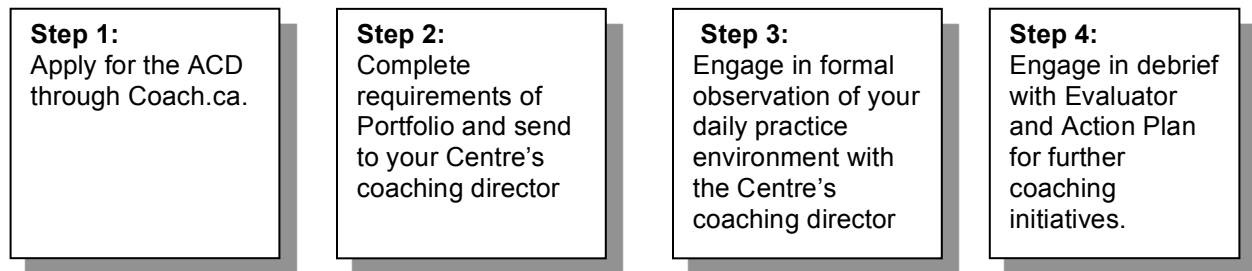 Step 1:
Apply for the ACD
through Coach.ca.
Step 2:
Complete
requirements of
Portfolio and send
to your Centre's
coaching director
Step 3:
Engage in formal
observation of your
daily practice
environment with
the Centre's
coaching director
Step 4:
Engage in debrief
with Evaluator
and Action Plan
for further
coaching
initiatives.